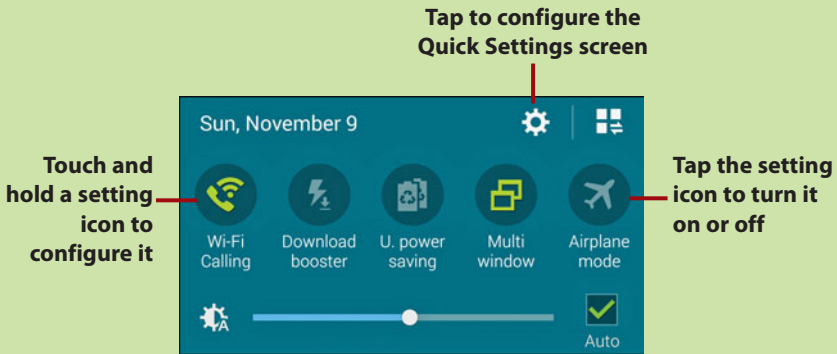 Tap to configure the
Quick Settings screen
Sun, November 9
Touch and
hold a setting
icon to
configure it
Tap the setting
icon to turn it
on or off
Wi-Fi
Calling
Download
booster
U. power
saving
Multi
window
Airplane
mode
A
Auto